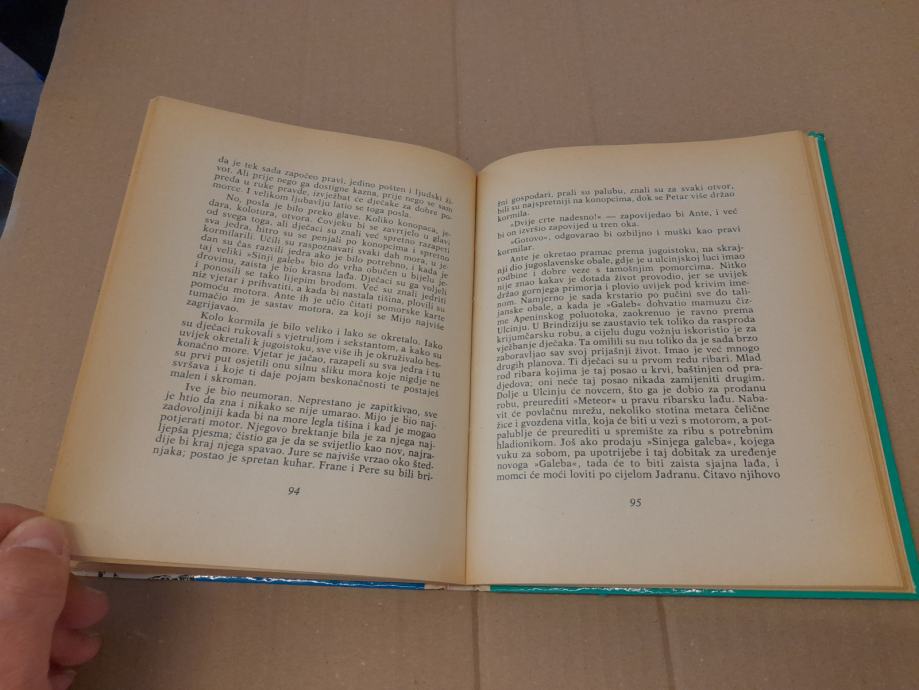 da je tek sada započeo pravi, jedino pošten i ljudski ži-
vot. Ali prije nego ga dostigne kazna, prije nego se sam
preda u ruke pravde, izvježbat će dječake za dobre po-
morce. I velikom ljubavlju latio se toga posla.
No, posla je bilo preko glave. Koliko konopaca, je-
dara, kolotura, otvora. Čovjeku bi se zavrtjelo u glavi
od svega toga, ali dječaci su znali već spretno razapeti
sva jedra, hitro su se penjali po konopcima i spretno
kormilarili. Učili su raspoznavati svaki dah mora, u je-
dan su čas razvili jedra ako je bilo potrebno, i kada je
taj veliki »Sinji galeb« bio do vrha obučen u bijelu je-
drovinu, zaista je bio krasna lađa. Dječaci su ga voljeli
i ponosili se tako lijepim brodom. Već su znali jedriti
niz vjetar i prihvatiti, a kada bi nastala tišina, plovili su
pomoću motora. Ante ih je učio čitati pomorske karte
tumačio im je sastav motora, za koji se Mijo najviše
zagrijavao.
Kolo kormila je bilo veliko i lako se okretalo. Iako
su dječaci rukovali s vjetruljom i sekstantom, a kako su
uvijek okretali k jugoistoku, sve više ih je okruživalo bes-
konačno more. Vjetar je jačao, razapeli su sva jedra i tu
su prvi put osjetili onu silnu sliku mora koje nigdje ne
svršava i koje ti daje pojam beskonačnosti te postaješ
malen i skroman.
Ive je bio neumoran. Neprestano je zapitkivao, sve
je htio da zna i nikako se nije umarao. Mijo je bio naj-
zadovoljniji kada bi na more legla tišina i kad je mogao
potjerati motor. Njegovo brektanje bila je za njega naj-
ljepša pjesma; čistio ga je da se svijetlio kao nov, najra-
dije bi kraj njega spavao. Jure se najviše vrzao oko šted-
njaka; postao je spretan kuhar. Frane i Pere su bili bri-
94
žni gospodari, prali su palubu, znali su za svaki otvor,
bili su najspretniji na konopcima, dok se Petar više držao
kormila.
»Dvije crte nadesno!« — zapovijedao bi Ante, i već
bi on izvršio zapovijed u tren oka.
»Gotovo«, odgovarao bi ozbiljno i muški kao pravi
kormilar.
Ante je okretao pramac prema jugoistoku, na skraj-
nji dio jugoslavenske obale, gdje je u ulcinjskoj luci imao
odbine i dobre veze s tamošnjim pomorcima. Nitko
nije znao kakav je dotada život provodio, jer se uvijek
držao gornjega primorja i plovio uvijek pod krivim ime-
nom. Namjerno je sada krstario po pučini sve do tali-
janske obale, a kada je »Galeb« dohvatio mamuzu čiz-
me Apeninskog poluotoka, zaokrenuo je ravno prema
Ulcinju. U Brindiziju se zaustavio tek toliko da rasproda
krijumčarsku robu, a cijelu dugu vožnju iskoristio je za
vježbanje dječaka. Ta omilili su mu toliko da je sada brzo
zaboravljao sav svoj prijašnji život. Imao je već mnogo
drugih planova. Ti dječaci su u prvom redu ribari. Mlad
rod ribara kojima je taj posao u krvi, baštinjen od pra-
djedova; oni neće taj posao nikada zamijeniti drugim.
Dolje u Ulcinju će novcem, što ga je dobio za prodanu
robu, preurediti »Meteor« u pravu ribarsku lađu. Naba-
vit će povlačnu mrežu, nekoliko stotina metara čelične
žice i gvozdena vitla, koja će biti u vezi s motorom, a pot-
palublje će preurediti u spremište za ribu s potrebnim
hladionikom. Još ako prodaju »Sinjega galeba«, kojega
vuku za sobom, pa upotrijebe i taj dobitak za uređenje
novoga »Galeba«, tada će to biti zaista sjajna lađa, i
momci će moći loviti po cijelom Jadranu. Čitavo njihovo
95